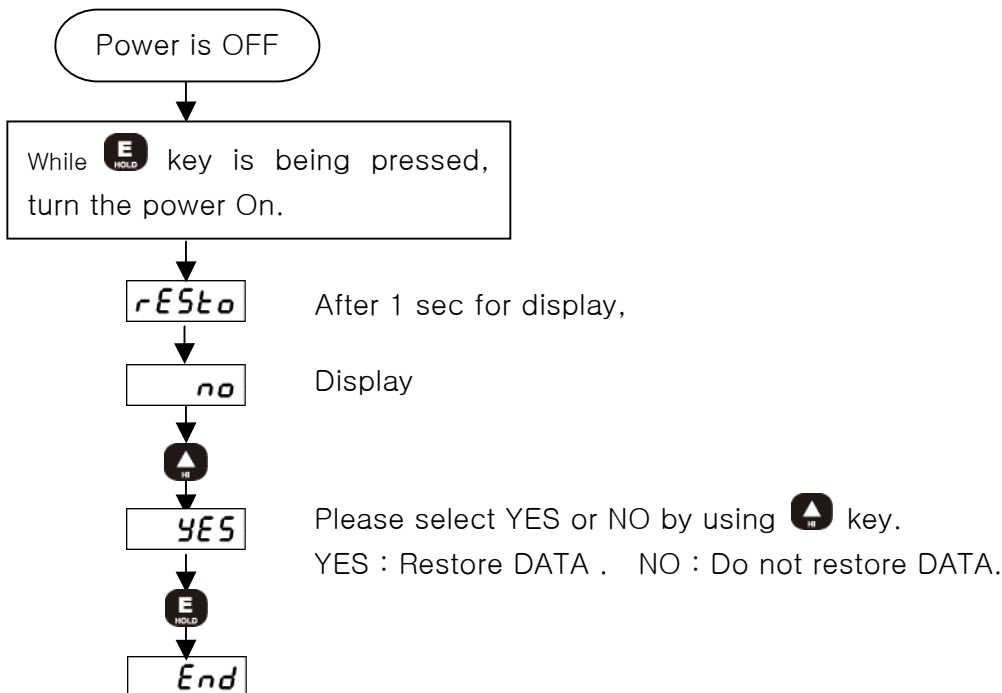 Power is OFF
While E HOLD key is being pressed,
turn the power On.
rESto After 1 sec for display,
no Display
HI
YES Please select YES or NO by using HI key.
YES : Restore DATA . NO : Do not restore DATA.
E HOLD
End